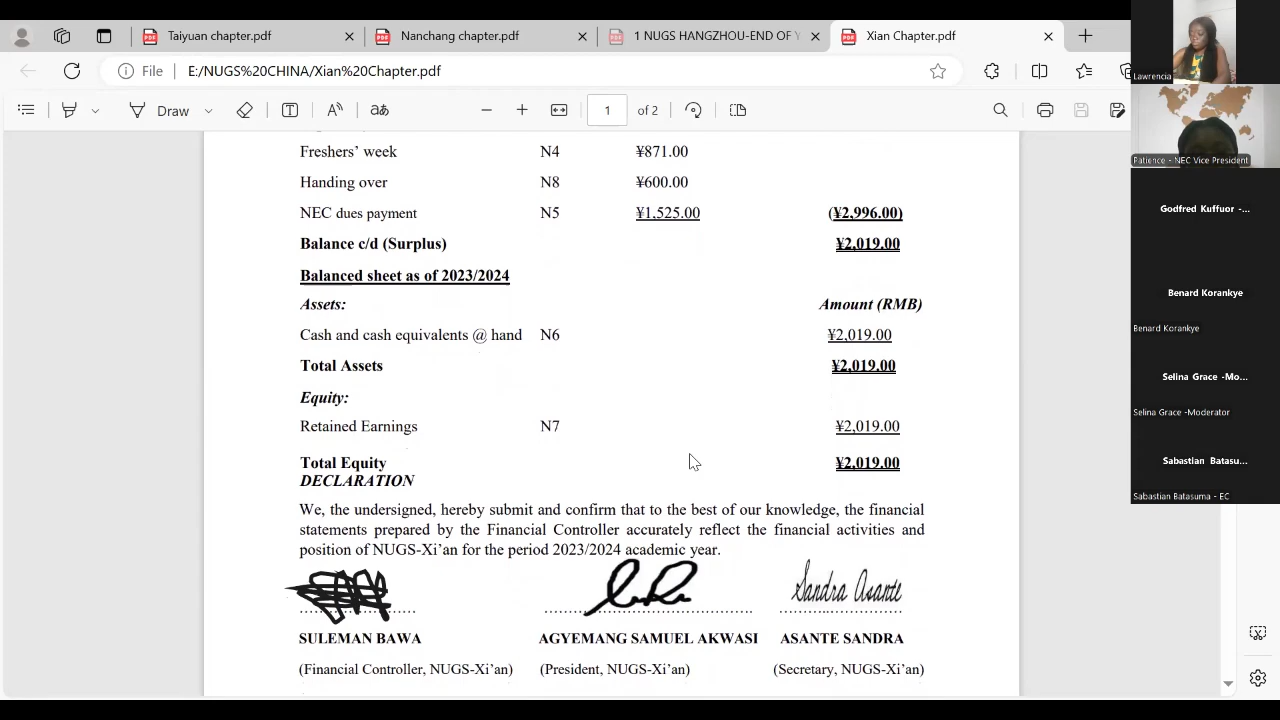 Taiyuan chapter.pdf
Nanchang chapter.pdf
1 NUGS HANGZHOU-END OF Y
Xian Chapter.pdf
File E:/NUGS%20CHINA/Xian%20Chapter.pdf
Draw
1 of 2
Freshers' week N4 ¥871.00
Handing over N8 ¥600.00
NEC dues payment N5 ¥1,525.00 (¥2,996.00)
Balance c/d (Surplus) ¥2,019.00
Balanced sheet as of 2023/2024
Assets: Amount (RMB)
Cash and cash equivalents @ hand N6 ¥2,019.00
Total Assets ¥2,019.00
Equity:
Retained Earnings N7 ¥2,019.00
Total Equity ¥2,019.00
DECLARATION
We, the undersigned, hereby submit and confirm that to the best of our knowledge, the financial
statements prepared by the Financial Controller accurately reflect the financial activities and
position of NUGS-Xi'an for the period 2023/2024 academic year.
Sandra Asante
SULEMAN BAWA AGYEMANG SAMUEL AKWASI ASANTE SANDRA
(Financial Controller, NUGS-Xi'an) (President, NUGS-Xi'an) (Secretary, NUGS-Xi'an)
Lawrencia
Patience - NEC Vice President
Godfred Kuffuor -...
Benard Korankye
Benard Korankye
Selina Grace -Mo...
Selina Grace -Moderator
Sabastian Batasu...
Sabastian Batasuma - EC